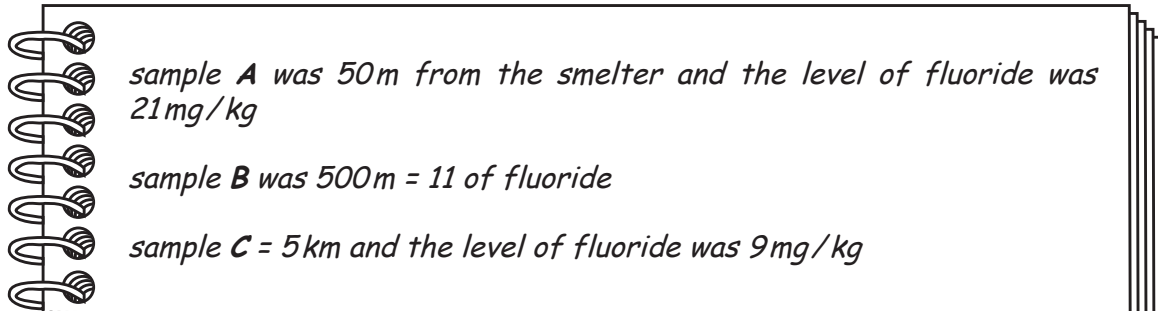 sample A was 50m from the smelter and the level of fluoride was
21mg/kg
sample B was 500m = 11 of fluoride
sample C = 5km and the level of fluoride was 9mg/kg